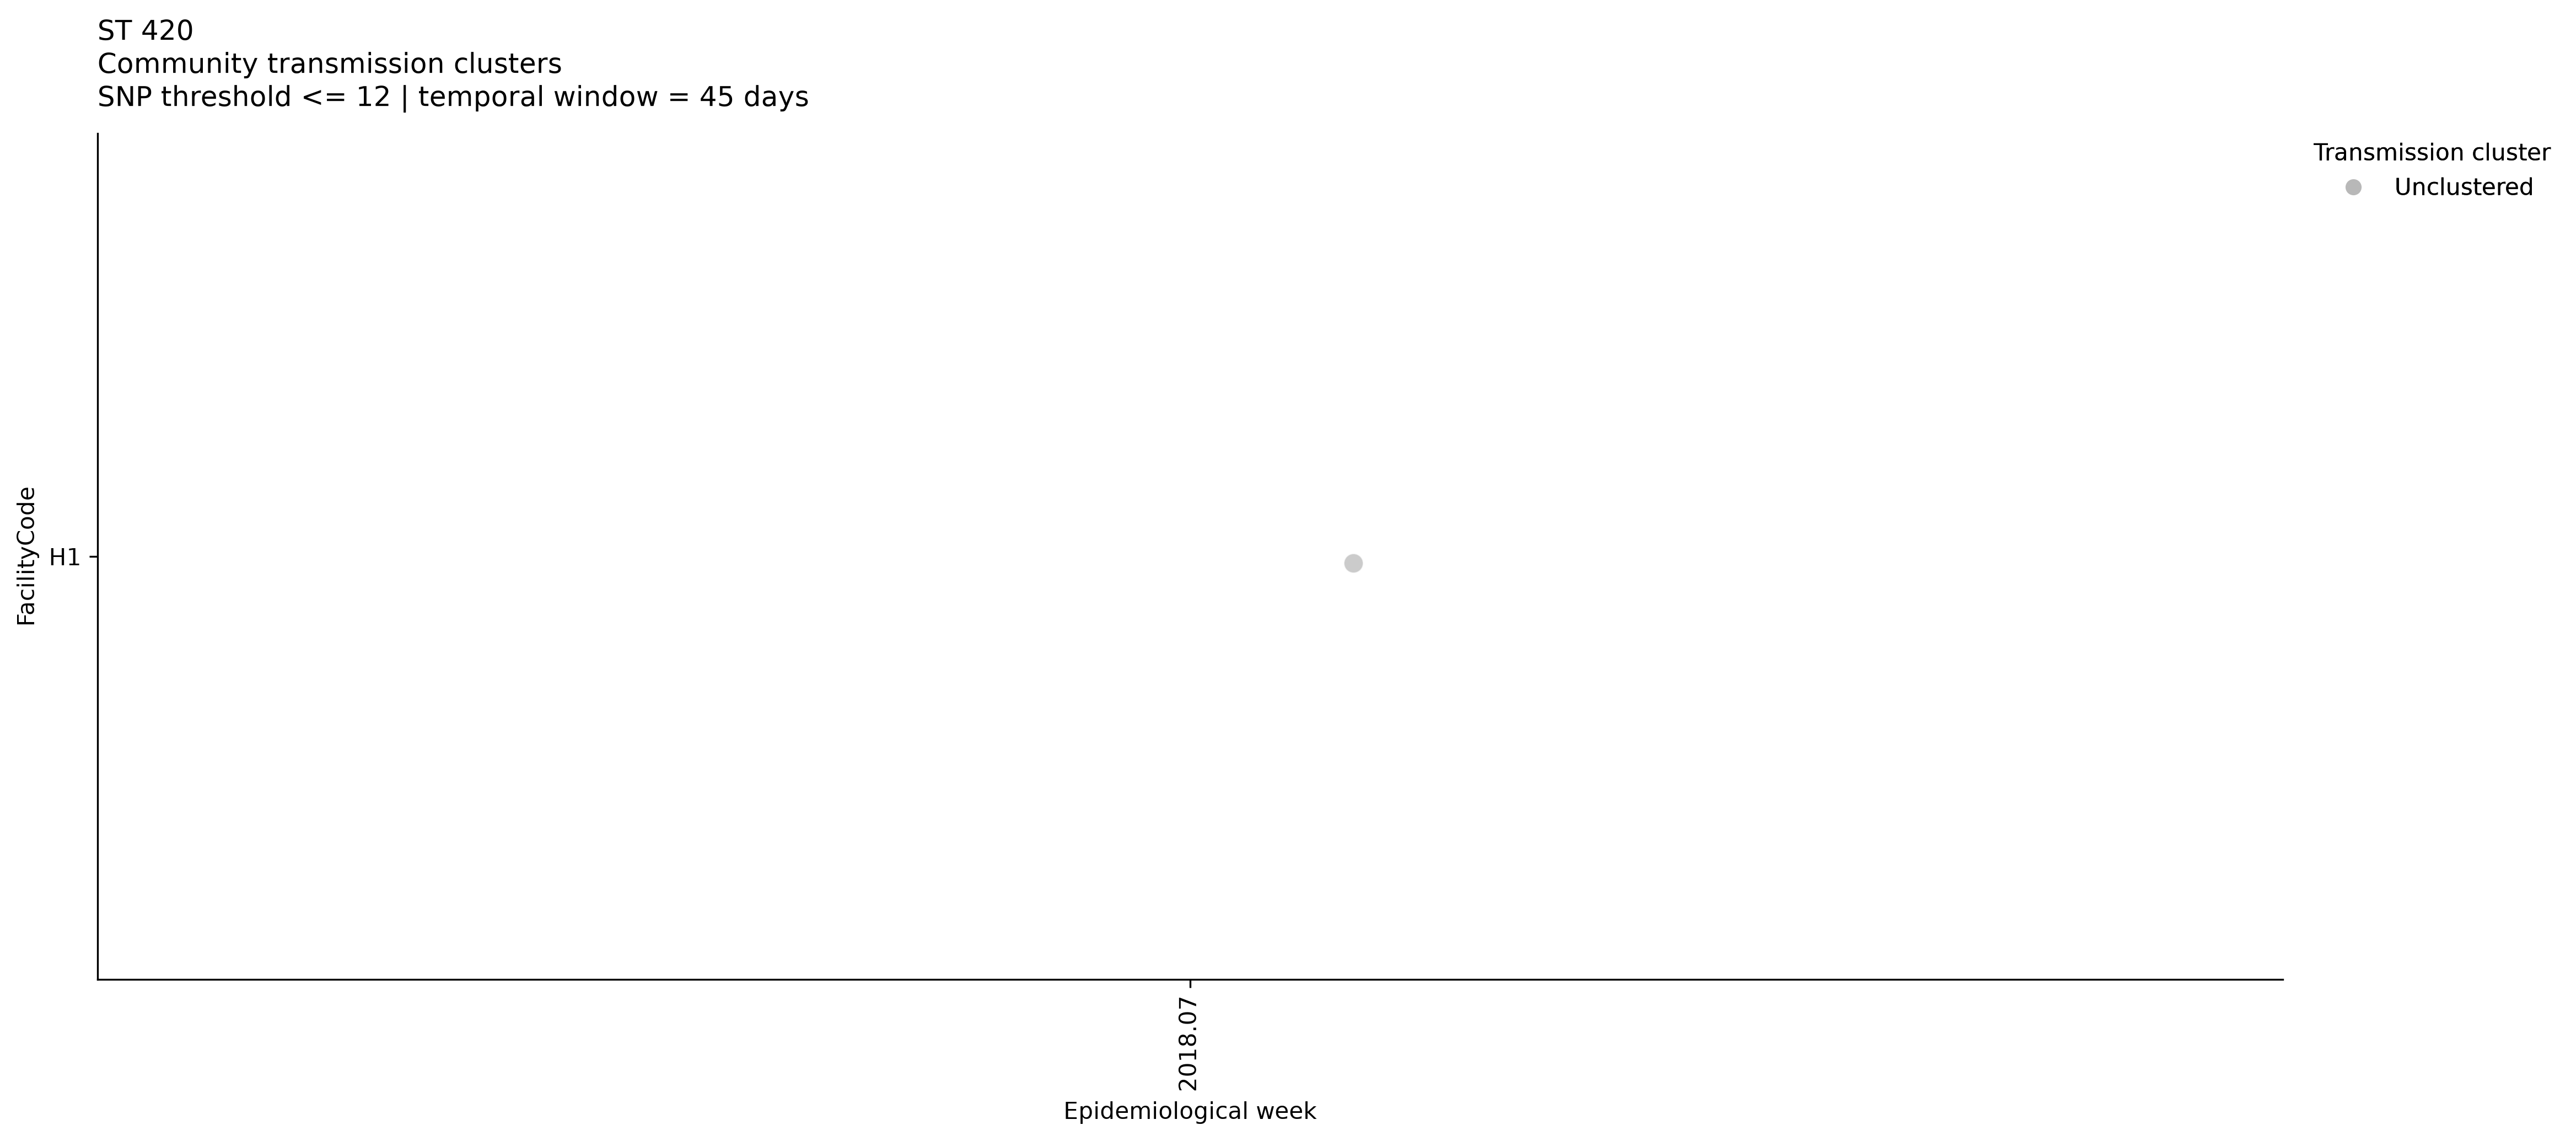 ST 420
Community transmission clusters
SNP threshold <= 12 | temporal window = 45 days
Transmission cluster
Unclustered
FacilityCode
H1
2018.07
Epidemiological week